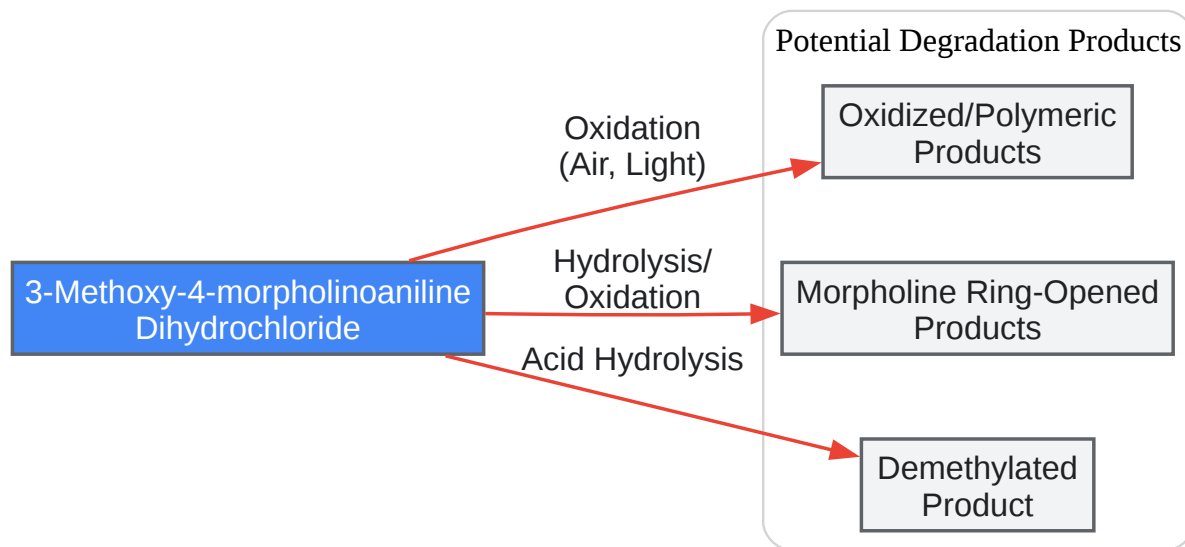 Potential Degradation Products
Oxidation
(Air, Light)
Oxidized/Polymeric
Products
3-Methoxy-4-morpholinoaniline
Dihydrochloride
Hydrolysis/
Oxidation
Morpholine Ring-Opened
Products
Acid Hydrolysis
Demethylated
Product